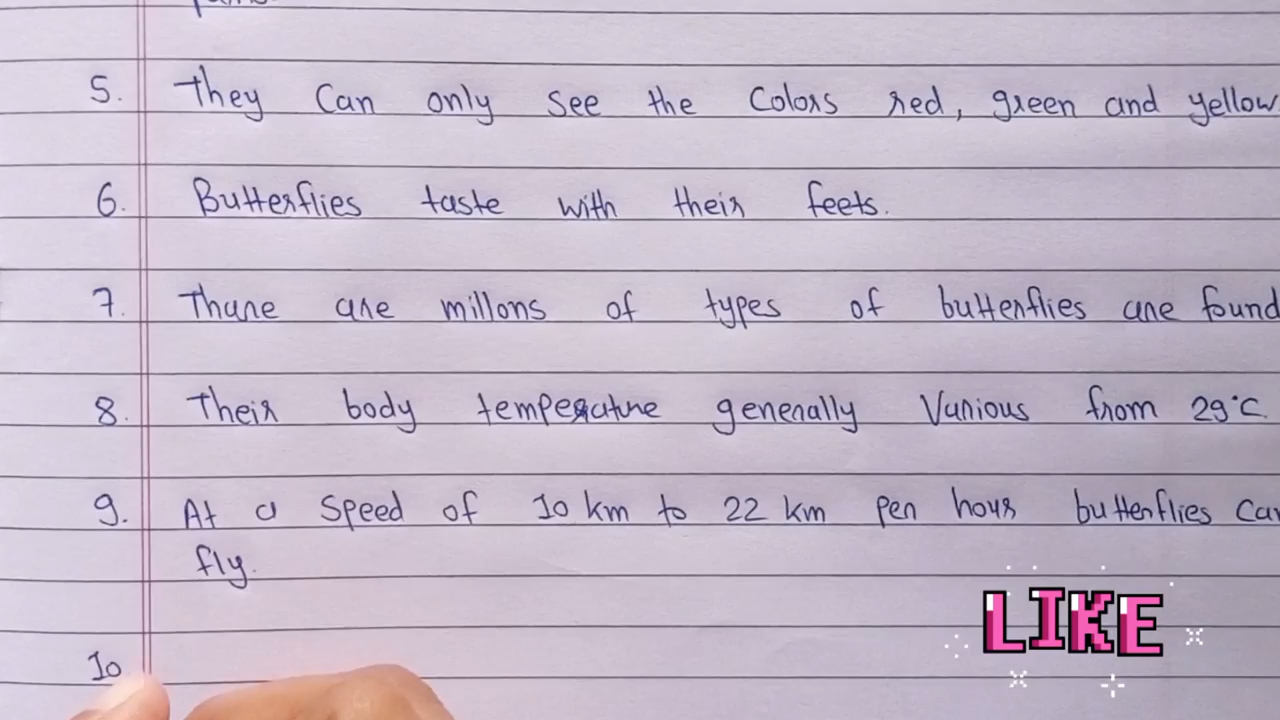 5. They Can only see the Colors red, green and yellow
6. Butterflies taste with their feets.
7. Thare are millons of types of butterflies are found
8. Their body temperature generally Various from 29°C.
9. At a speed of 10 km to 22 km per hour butterflies can
fly.
LIKE
10